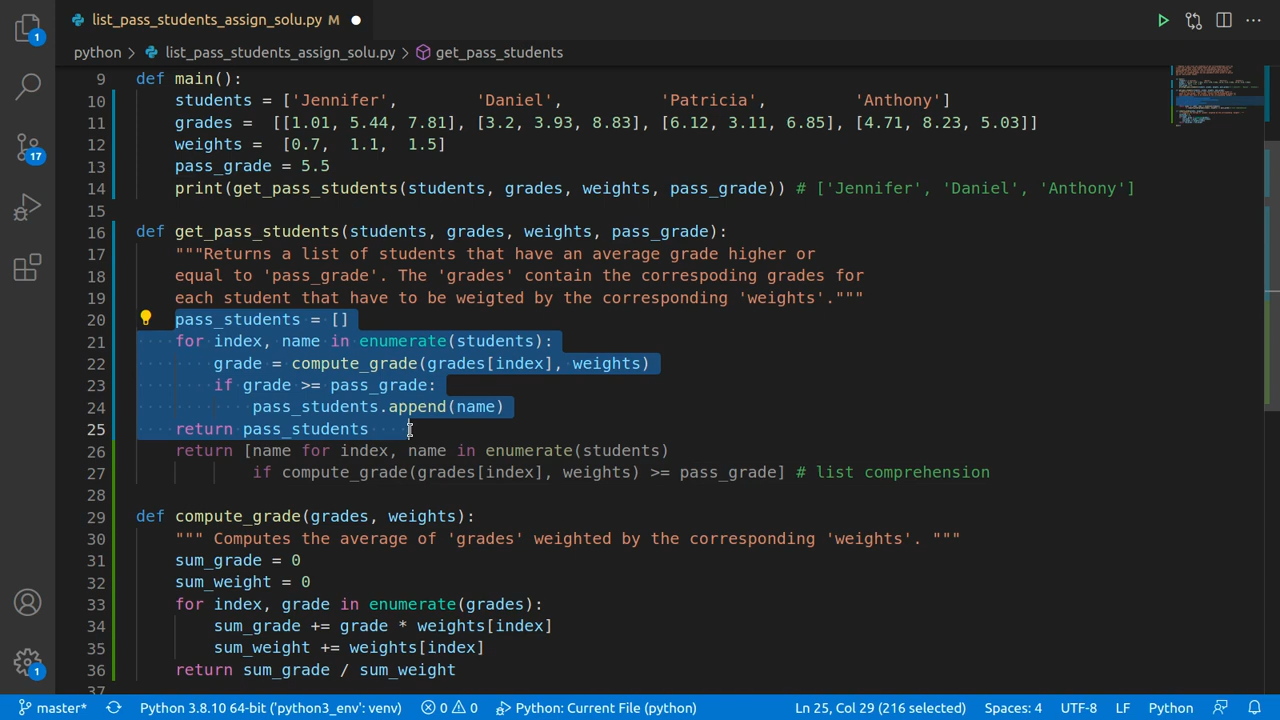 list_pass_students_assign_solu.py M
python > list_pass_students_assign_solu.py > get_pass_students
1
17
1
9 def main():
10 students = ['Jennifer', 'Daniel', 'Patricia', 'Anthony']
11 grades = [[1.01, 5.44, 7.81], [3.2, 3.93, 8.83], [6.12, 3.11, 6.85], [4.71, 8.23, 5.03]]
12 weights = [0.7, 1.1, 1.5]
13 pass_grade = 5.5
14 print(get_pass_students(students, grades, weights, pass_grade)) # ['Jennifer', 'Daniel', 'Anthony']
15
16 def get_pass_students(students, grades, weights, pass_grade):
17 """Returns a list of students that have an average grade higher or
18 equal to 'pass_grade'. The 'grades' contain the correspoding grades for
19 each student that have to be weigted by the corresponding 'weights'."""
20 pass_students = []
21 for index, name in enumerate(students):
22 grade = compute_grade(grades[index], weights)
23 if grade >= pass_grade:
24 pass_students.append(name)
25 return pass_students
26 return [name for index, name in enumerate(students)
27 if compute_grade(grades[index], weights) >= pass_grade] # list comprehension
28
29 def compute_grade(grades, weights):
30 """ Computes the average of 'grades' weighted by the corresponding 'weights'. """
31 sum_grade = 0
32 sum_weight = 0
33 for index, grade in enumerate(grades):
34 sum_grade += grade * weights[index]
35 sum_weight += weights[index]
36 return sum_grade / sum_weight
37
master* Python 3.8.10 64-bit ('python3_env': venv) 0 0 Python: Current File (python) Ln 25, Col 29 (216 selected) Spaces: 4 UTF-8 LF Python